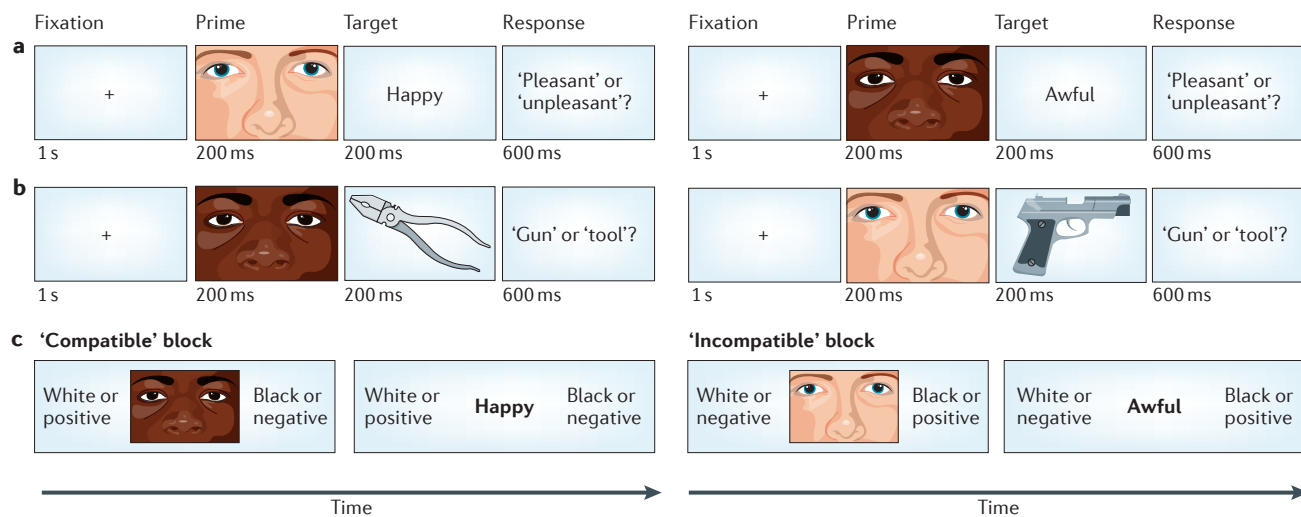 Fixation Prime Target Response Fixation Prime Target Response
a
+ Happy ‘Pleasant’ or ‘unpleasant’? + Awful ‘Pleasant’ or ‘unpleasant’?
1 s 200 ms 200 ms 600 ms 1 s 200 ms 200 ms 600 ms
b
+ ‘Gun’ or ‘tool’? + ‘Gun’ or ‘tool’?
1 s 200 ms 200 ms 600 ms 1 s 200 ms 200 ms 600 ms
c ‘Compatible’ block ‘Incompatible’ block
White or positive Black or negative White or positive Happy Black or negative White or negative Black or positive White or negative Awful Black or positive
Time Time